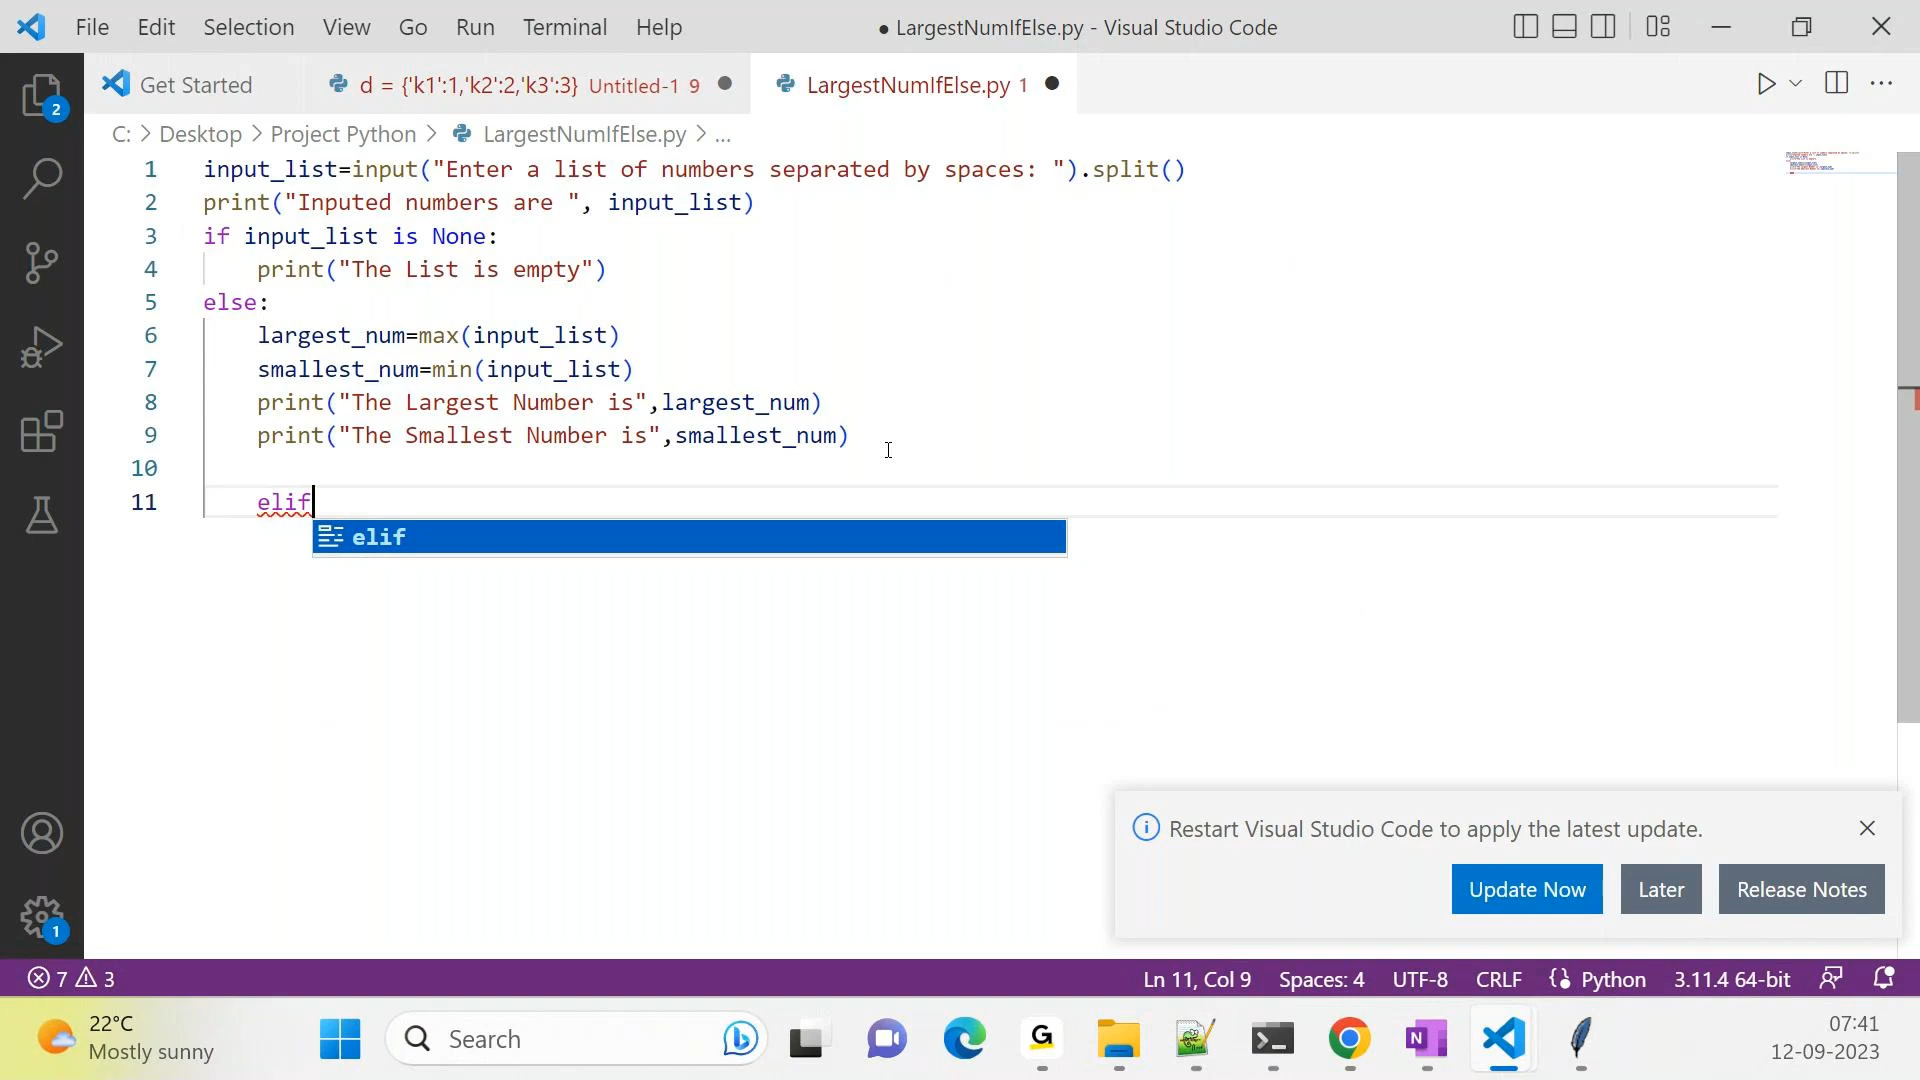 File Edit Selection View Go Run Terminal Help ● LargestNumIfElse.py - Visual Studio Code
Get Started d = {'k1':1,'k2':2,'k3':3} Untitled-1 9 LargestNumIfElse.py 1
C: > Desktop > Project Python > LargestNumIfElse.py > ...
1 input_list=input("Enter a list of numbers separated by spaces: ").split()
2 print("Inputed numbers are ", input_list)
3 if input_list is None:
4 print("The List is empty")
5 else:
6 largest_num=max(input_list)
7 smallest_num=min(input_list)
8 print("The Largest Number is",largest_num)
9 print("The Smallest Number is",smallest_num)
10
11 elif
elif
2
1
Restart Visual Studio Code to apply the latest update.
Update Now Later Release Notes
7 3 Ln 11, Col 9 Spaces: 4 UTF-8 CRLF Python 3.11.4 64-bit
22°C
Mostly sunny
Search
G
N
07:41
12-09-2023